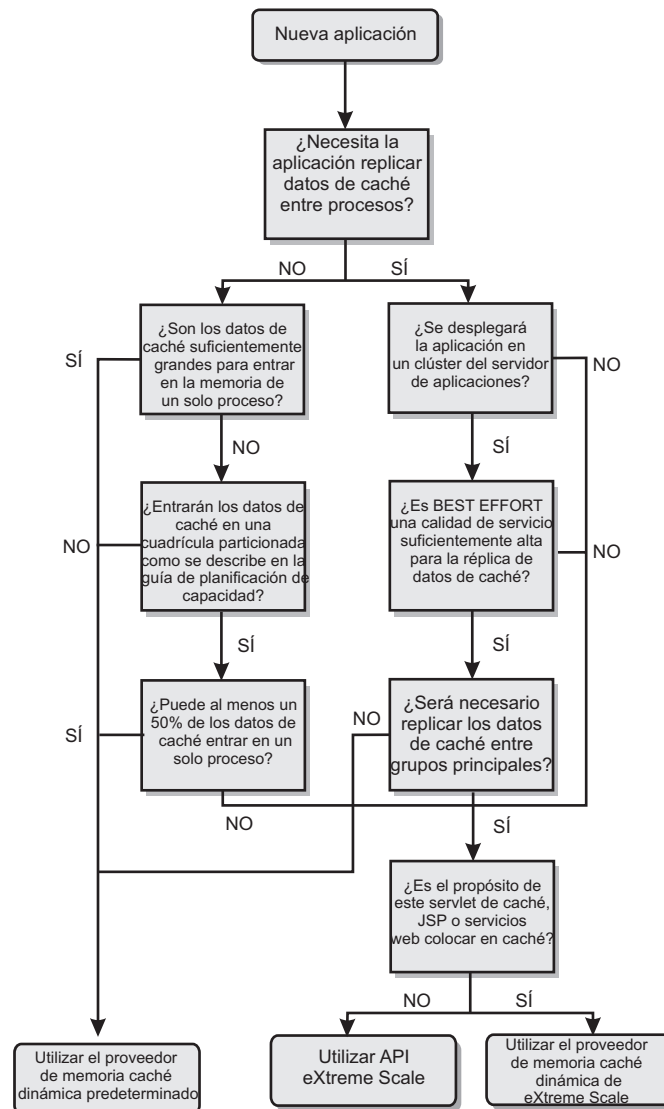 Nueva aplicación
¿Necesita la
aplicación replicar
datos de caché
entre procesos?
NO
SÍ
¿Son los datos de
caché suficientemente
grandes para entrar
en la memoria de
un solo proceso?
¿Se desplegará
la aplicación en
un clúster del servidor
de aplicaciones?
SÍ
NO
NO
SÍ
¿Entrarán los datos de
caché en una
cuadrícula particionada
como se describe en la
guía de planificación de
capacidad?
¿Es BEST EFFORT
una calidad de servicio
suficientemente alta
para la réplica de
datos de caché?
NO
NO
SÍ
SÍ
¿Puede al menos un
50% de los datos de
caché entrar en un
solo proceso?
¿Será necesario
replicar los datos
de caché entre
grupos principales?
SÍ
NO
NO
SÍ
¿Es el propósito de
este servlet de caché,
JSP o servicios
web colocar en caché?
NO
SÍ
Utilizar el proveedor
de memoria caché
dinámica predeterminado
Utilizar API
eXtreme Scale
Utilizar el proveedor
de memoria caché
dinámica de
eXtreme Scale